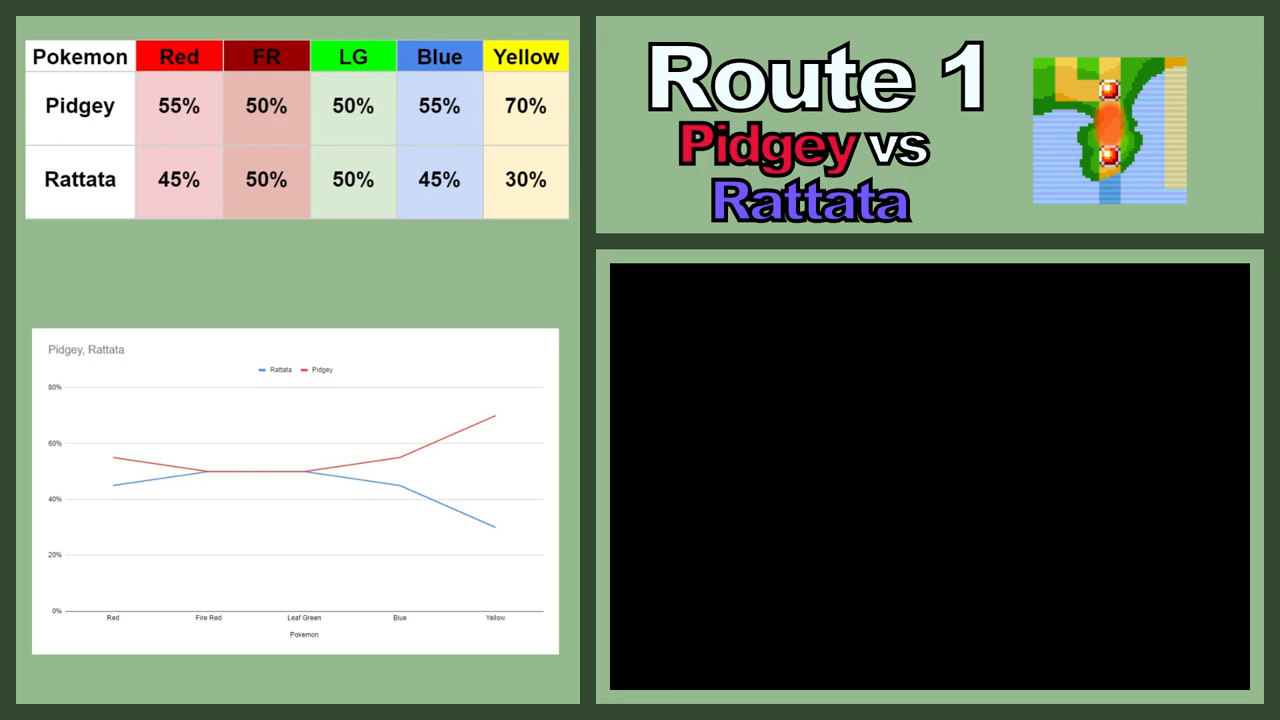 Pokemon Red FR LG Blue Yellow
Pidgey 55% 50% 50% 55% 70%
Rattata 45% 50% 50% 45% 30%
Route 1
Pidgey vs
Rattata
Pidgey, Rattata
Rattata Pidgey
80%
60%
40%
20%
0%
Red Fire Red Leaf Green Blue Yellow
Pokemon